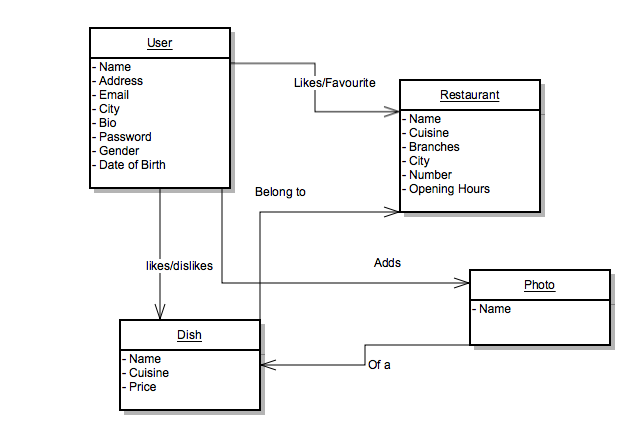 User
- Name
- Address
- Email
- City
- Bio
- Password
- Gender
- Date of Birth
Likes/Favourite
Restaurant
- Name
- Cuisine
- Branches
- City
- Number
- Opening Hours
Belong to
likes/dislikes
Adds
Photo
- Name
Dish
- Name
- Cuisine
- Price
Of a